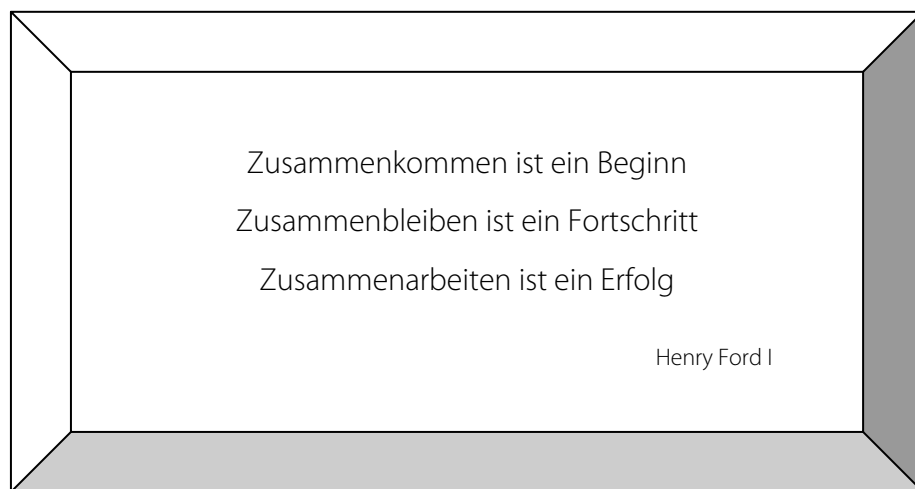 Zusammenkommen ist ein Beginn
Zusammenbleiben ist ein Fortschritt
Zusammenarbeiten ist ein Erfolg
Henry Ford I